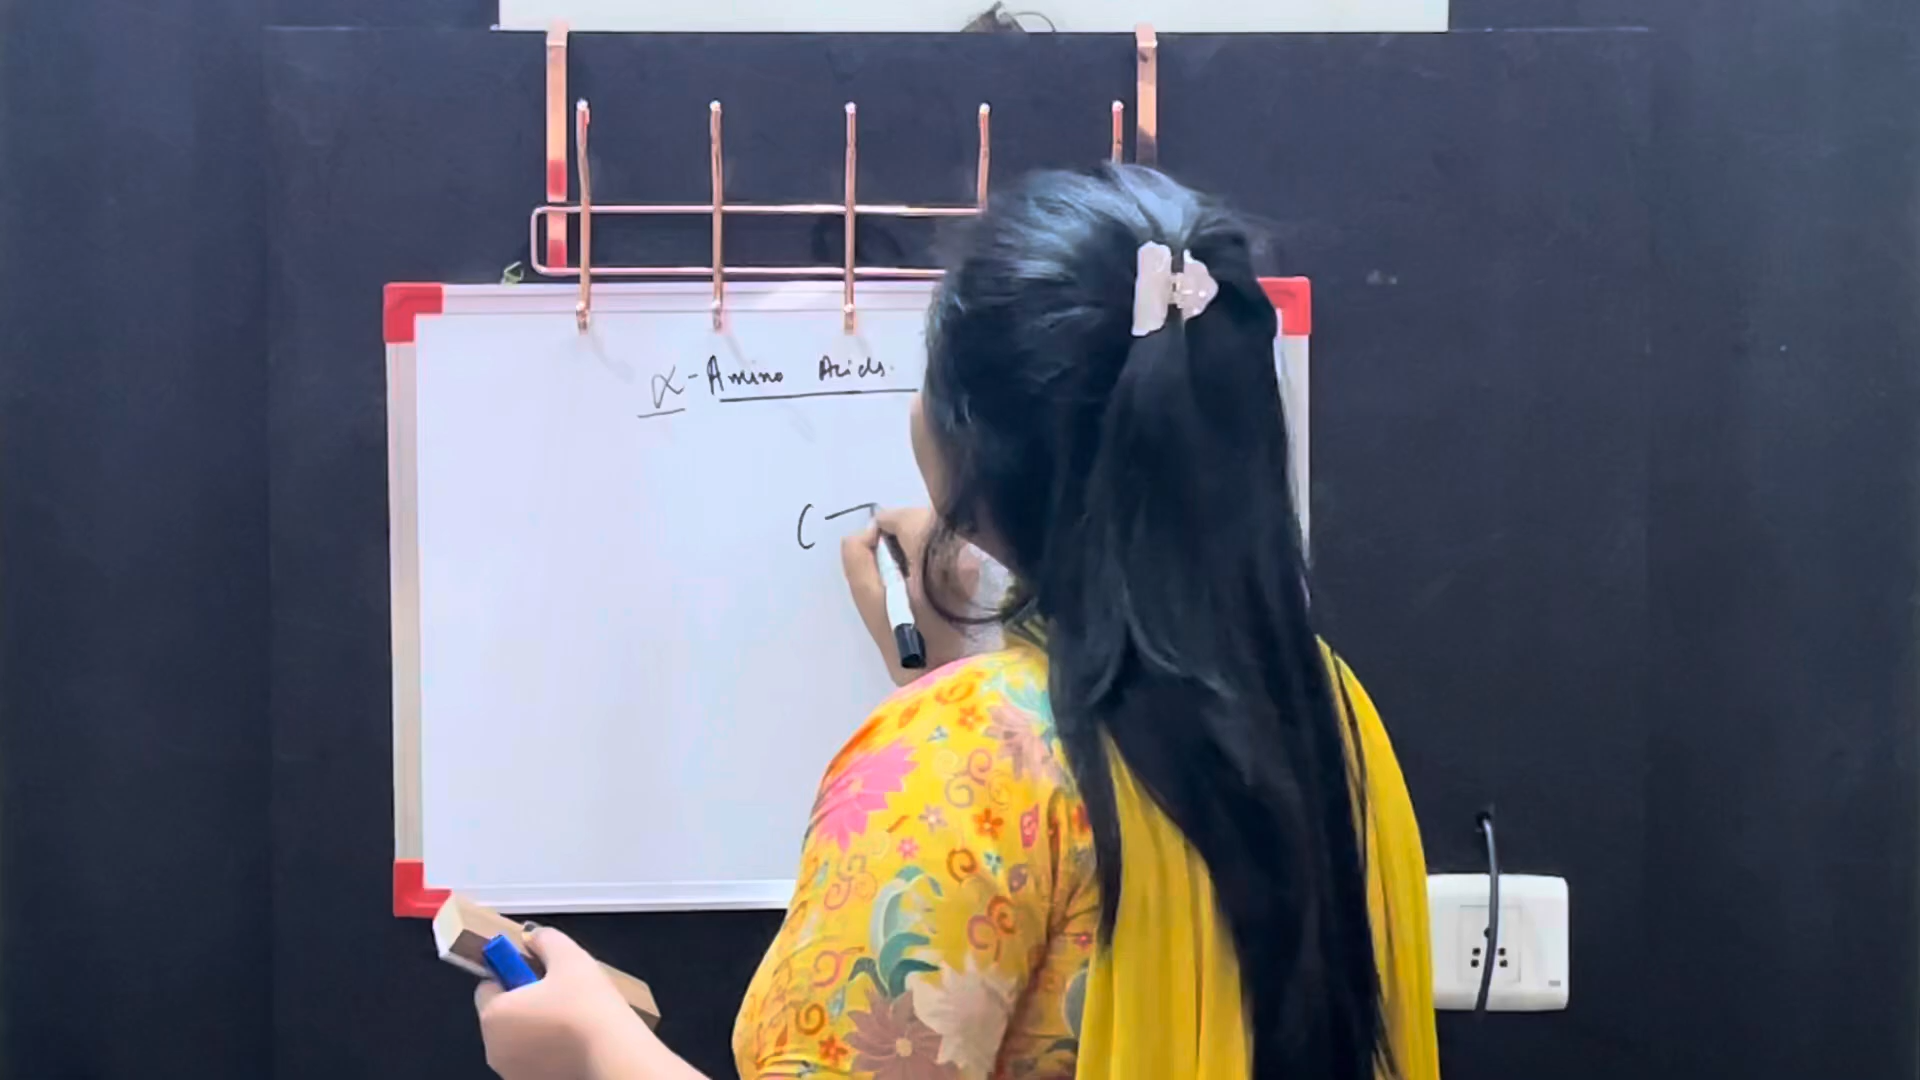 α-Amino Acids.
C—